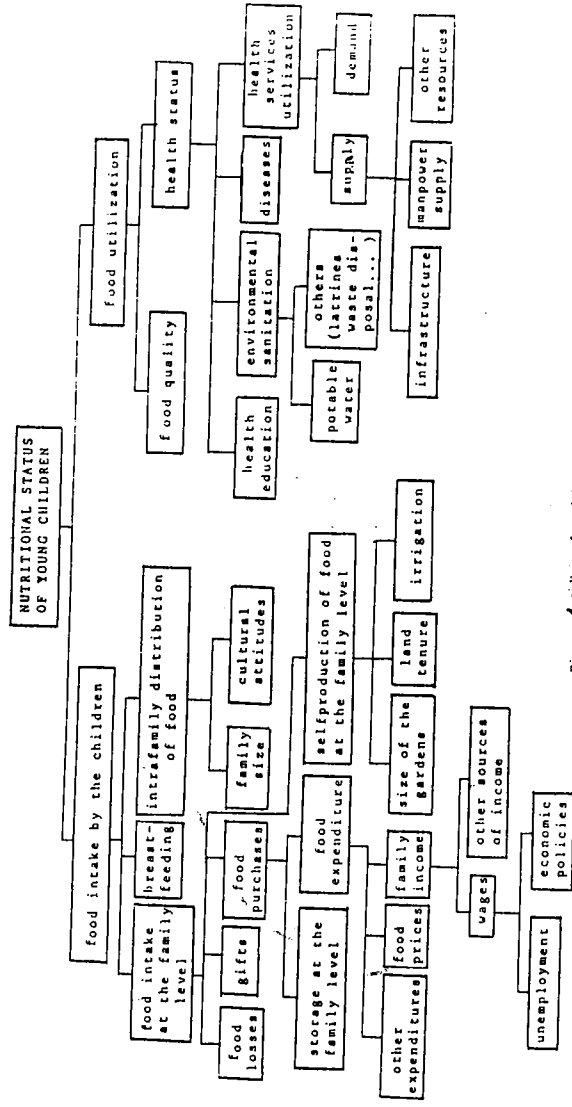 NUTRITIONAL STATUS
OF YOUNG CHILDREN
food intake by the children
food utilization
food intake
at the family
level
breast-
feeding
intrafamily distribution
of food
food quality
health status
family
size
cultural
attitudes
health
education
environmental
sanitation
diseases
health
services
utilization
food
losses
gifts
food
purchases
selfproduction of food
at the family level
potable
water
others
(latrines
waste dis-
posal...)
supply
demand
storage at the
family level
food
expenditure
size of the
gardens
land
tenure
irrigation
infrastructure
manpower
supply
other
resources
other
expenditures
food
prices
family
income
wages
other sources
of income
unemployment
economic
policies